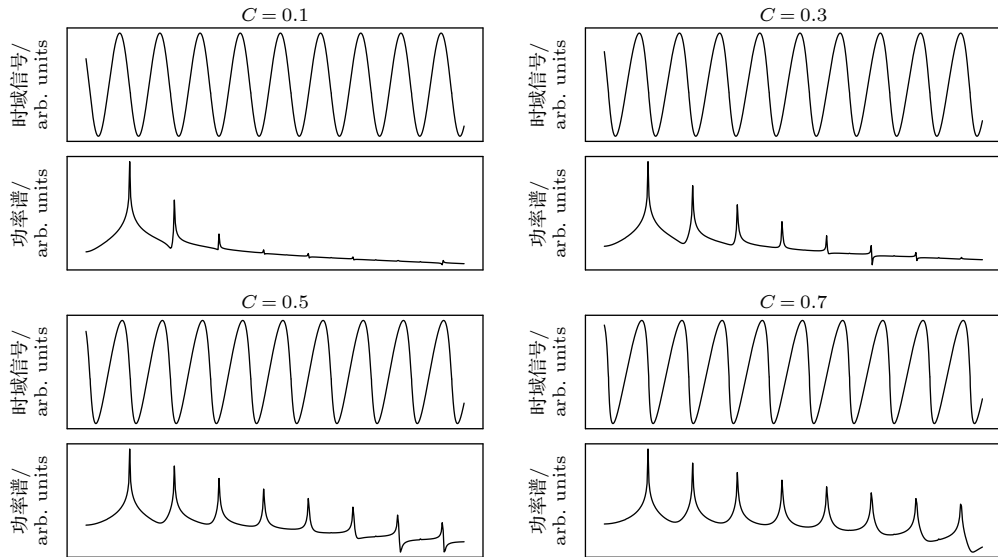 C = 0.1
时域信号/
arb. units
功率谱/
arb. units
C = 0.3
时域信号/
arb. units
功率谱/
arb. units
C = 0.5
时域信号/
arb. units
功率谱/
arb. units
C = 0.7
时域信号/
arb. units
功率谱/
arb. units